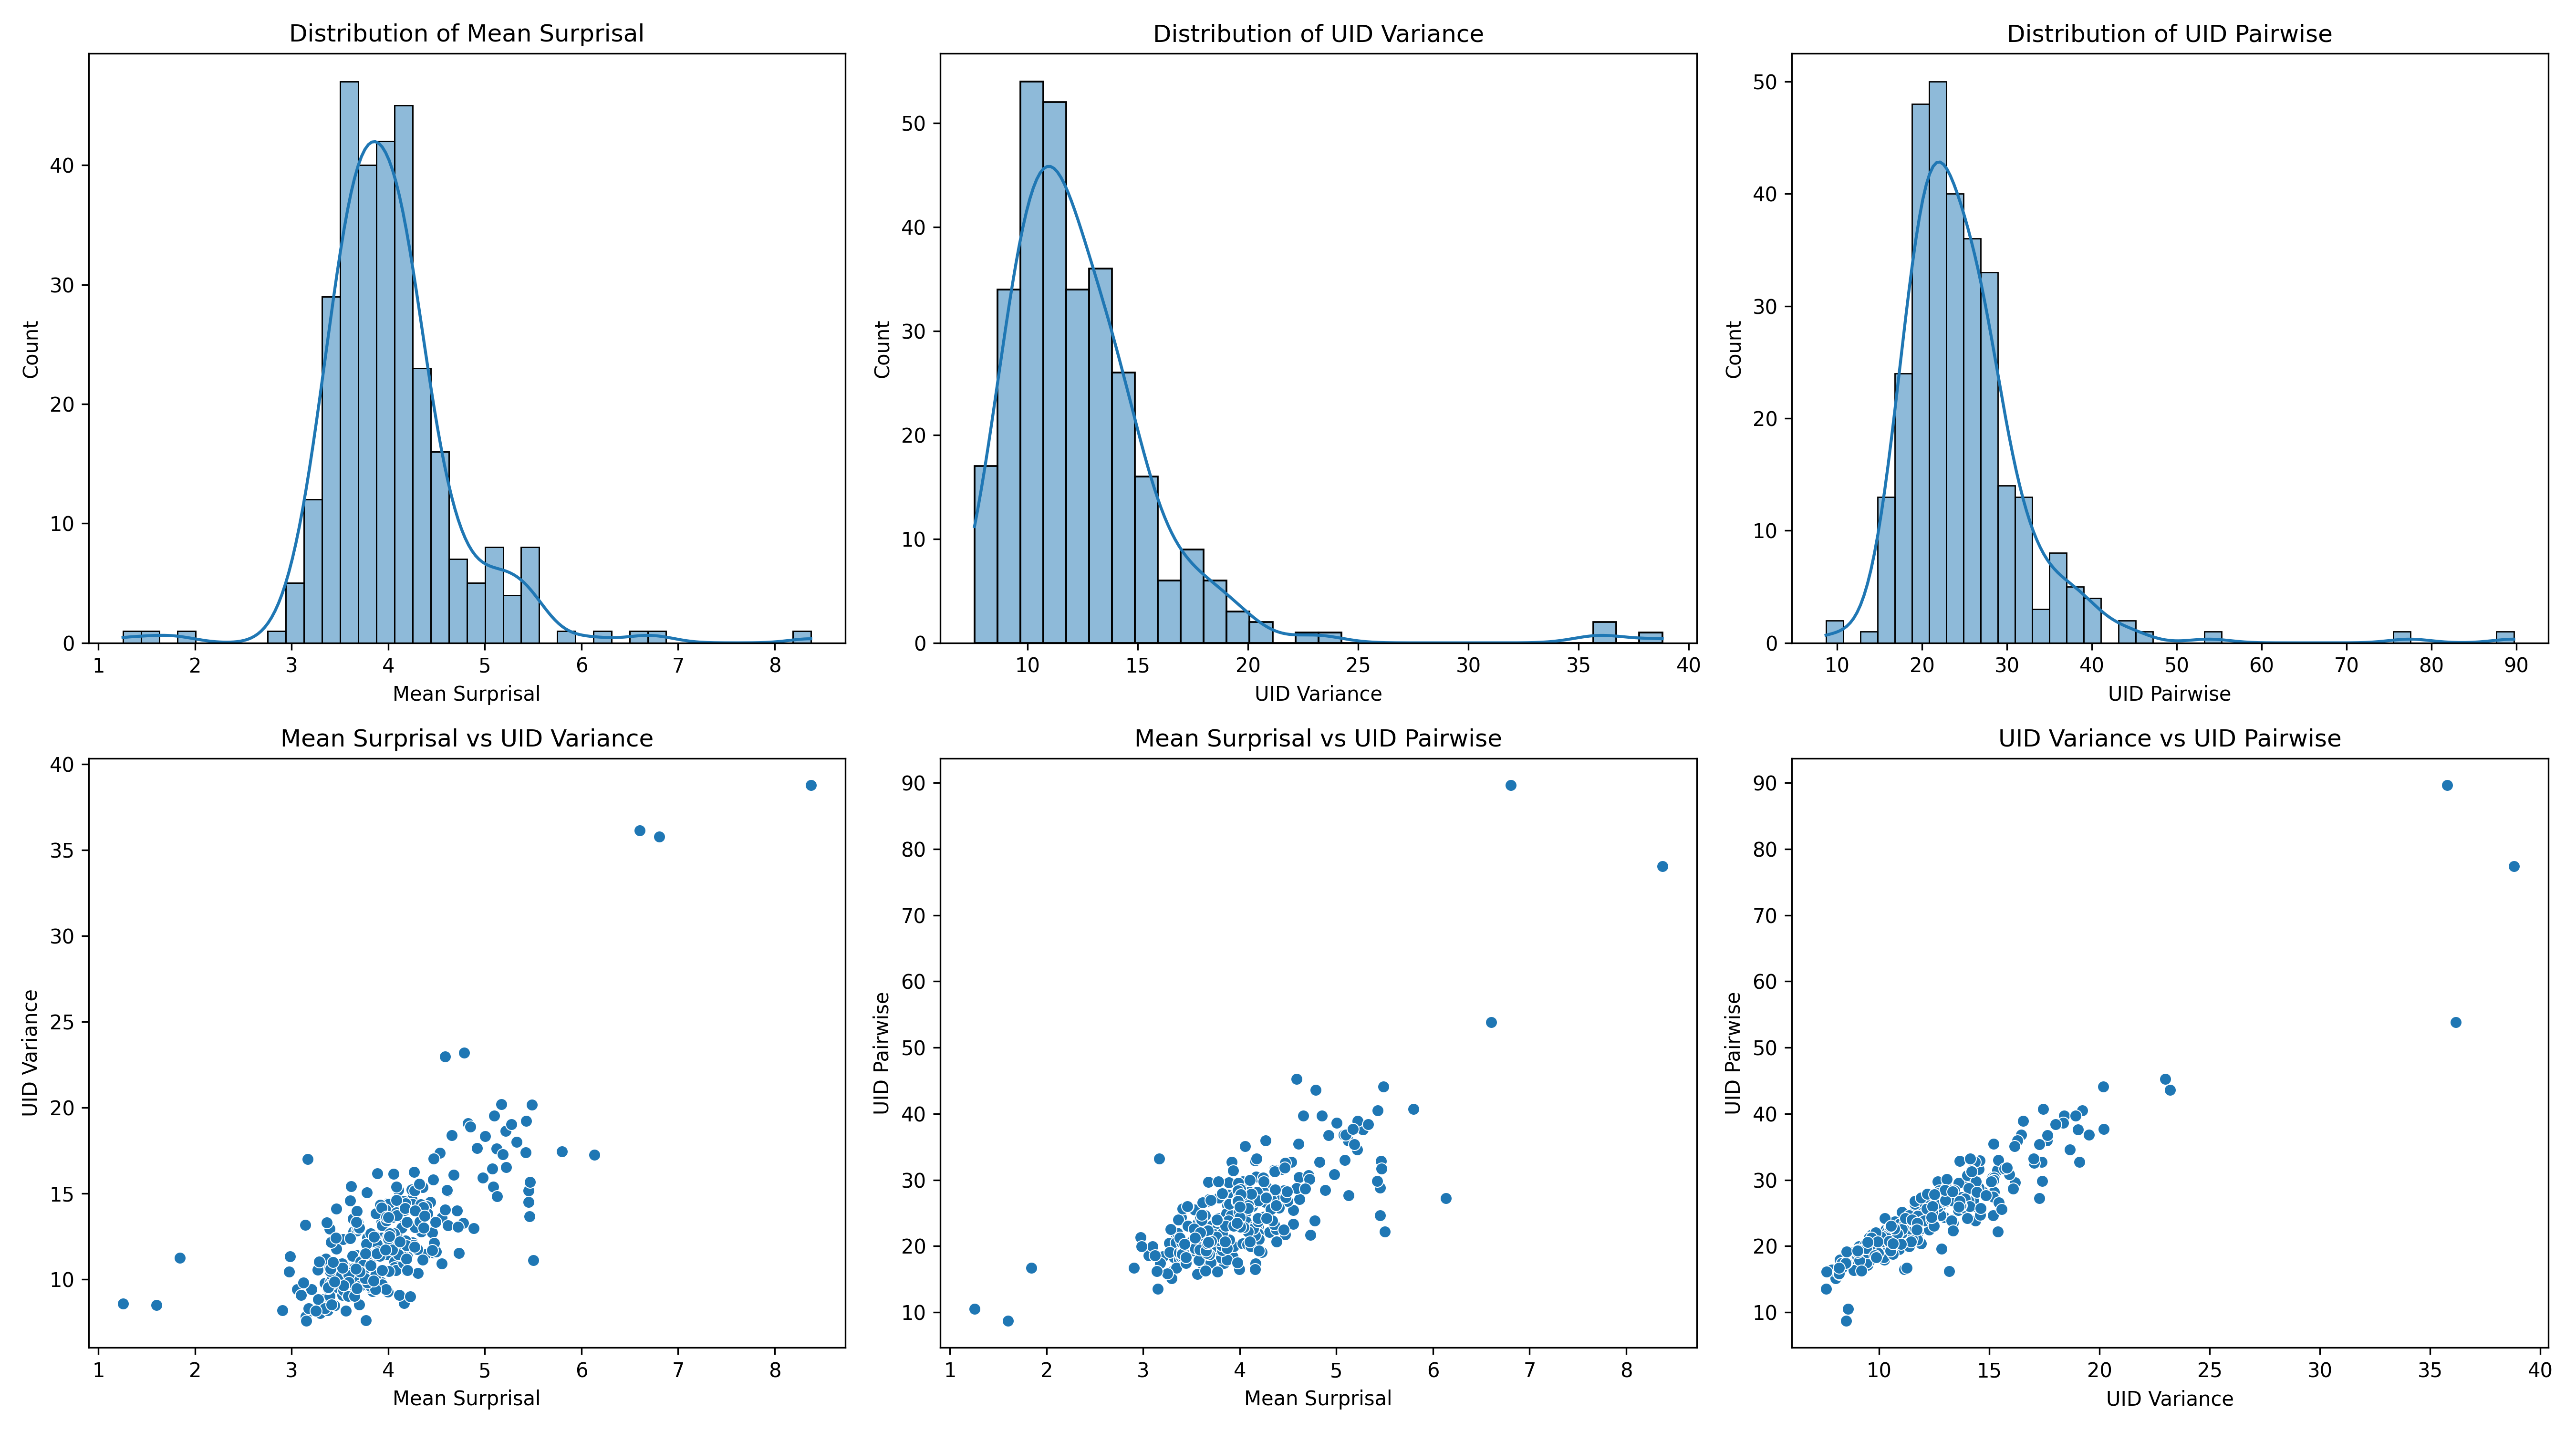 Distribution of Mean Surprisal
Count
0
10
20
30
40
1 2 3 4 5 6 7 8
Mean Surprisal
Distribution of UID Variance
Count
0
10
20
30
40
50
10 15 20 25 30 35 40
UID Variance
Distribution of UID Pairwise
Count
0
10
20
30
40
50
10 20 30 40 50 60 70 80 90
UID Pairwise
Mean Surprisal vs UID Variance
UID Variance
40
35
30
25
20
15
10
1 2 3 4 5 6 7 8
Mean Surprisal
Mean Surprisal vs UID Pairwise
UID Pairwise
90
80
70
60
50
40
30
20
10
1 2 3 4 5 6 7 8
Mean Surprisal
UID Variance vs UID Pairwise
UID Pairwise
90
80
70
60
50
40
30
20
10
10 15 20 25 30 35 40
UID Variance